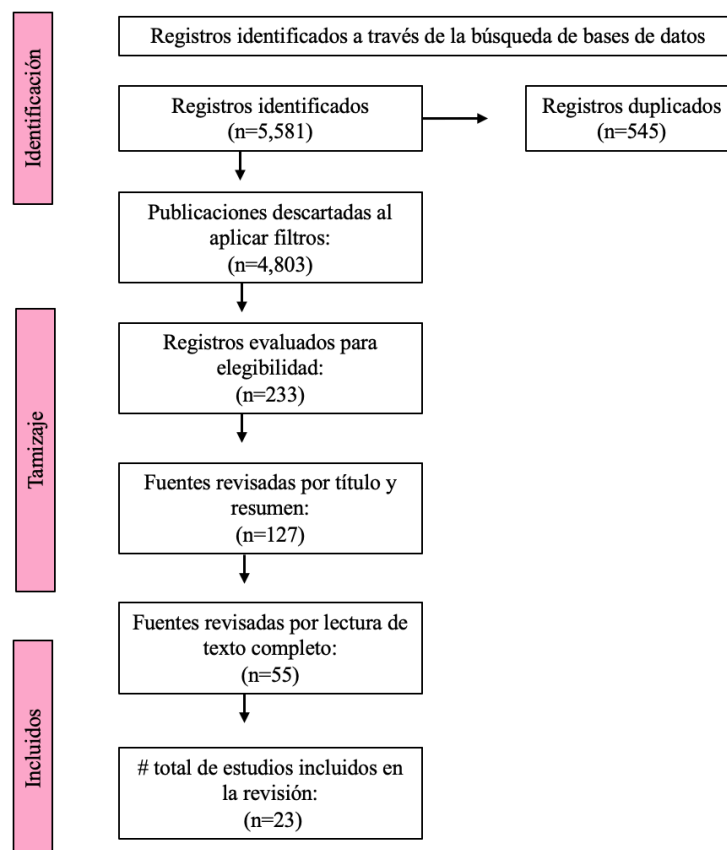 Identificación
Registros identificados a través de la búsqueda de bases de datos
Registros identificados
(n=5,581)
Registros duplicados
(n=545)
Publicaciones descartadas al
aplicar filtros:
(n=4,803)
Tamizaje
Registros evaluados para
elegibilidad:
(n=233)
Fuentes revisadas por título y
resumen:
(n=127)
Fuentes revisadas por lectura de
texto completo:
(n=55)
Incluidos
# total de estudios incluidos en
la revisión:
(n=23)